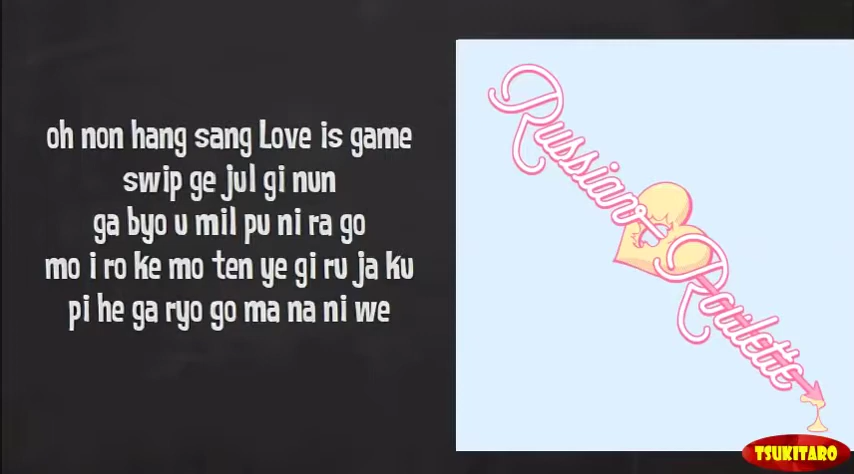 oh non hang sang Love is game
swip ge jul gi nun
ga byo u mil pu ni ra go
mo i ro ke mo ten ye gi ru ja ku
pi he ga ryo go ma na ni we
Russian
Roulette
TSUKITARO